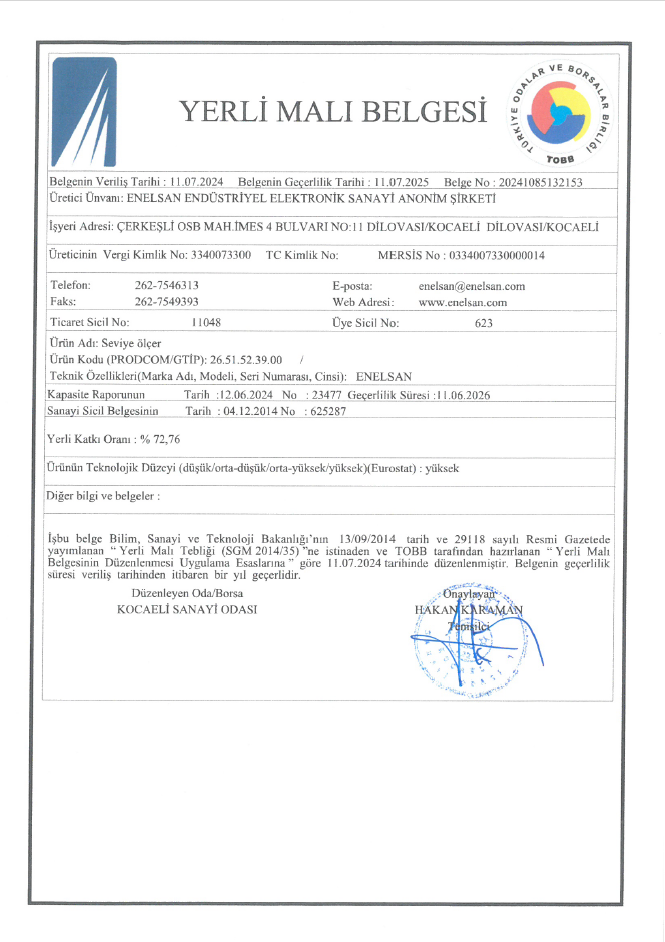 YERLİ MALI BELGESİ
TÜRKİYE ODALAR VE BORSALAR BİRLİĞİ
TOBB
Belgenin Veriliş Tarihi : 11.07.2024 Belgenin Geçerlilik Tarihi : 11.07.2025 Belge No : 20241085132153
Üretici Ünvanı: ENELSAN ENDÜSTRİYEL ELEKTRONİK SANAYİ ANONİM ŞİRKETİ
İşyeri Adresi: ÇERKEŞLİ OSB MAH.İMES 4 BULVARI NO:11 DİLOVASI/KOCAELİ DİLOVASI/KOCAELİ
Üreticinin Vergi Kimlik No: 3340073300 TC Kimlik No: MERSİS No : 0334007330000014
Telefon: 262-7546313 E-posta: enelsan@enelsan.com
Faks: 262-7549393 Web Adresi: www.enelsan.com
Ticaret Sicil No: 11048 Üye Sicil No: 623
Ürün Adı: Seviye ölçer
Ürün Kodu (PRODCOM/GTİP): 26.51.52.39.00 /
Teknik Özellikleri(Marka Adı, Modeli, Seri Numarası, Cinsi): ENELSAN
Kapasite Raporunun Tarih :12.06.2024 No : 23477 Geçerlilik Süresi :11.06.2026
Sanayi Sicil Belgesinin Tarih : 04.12.2014 No : 625287
Yerli Katkı Oranı : % 72,76
Ürünün Teknolojik Düzeyi (düşük/orta-düşük/orta-yüksek/yüksek)(Eurostat) : yüksek
Diğer bilgi ve belgeler :
İşbu belge Bilim, Sanayi ve Teknoloji Bakanlığı'nın 13/09/2014 tarih ve 29118 sayılı Resmi Gazetede
yayımlanan “ Yerli Malı Tebliği (SGM 2014/35) ”ne istinaden ve TOBB tarafından hazırlanan “ Yerli Malı
Belgesinin Düzenlenmesi Uygulama Esaslarına ” göre 11.07.2024 tarihinde düzenlenmiştir. Belgenin geçerlilik
süresi veriliş tarihinden itibaren bir yıl geçerlidir.
Düzenleyen Oda/Borsa
KOCAELİ SANAYİ ODASI
Onaylayan
HAKAN KARAMAN
Temsilci